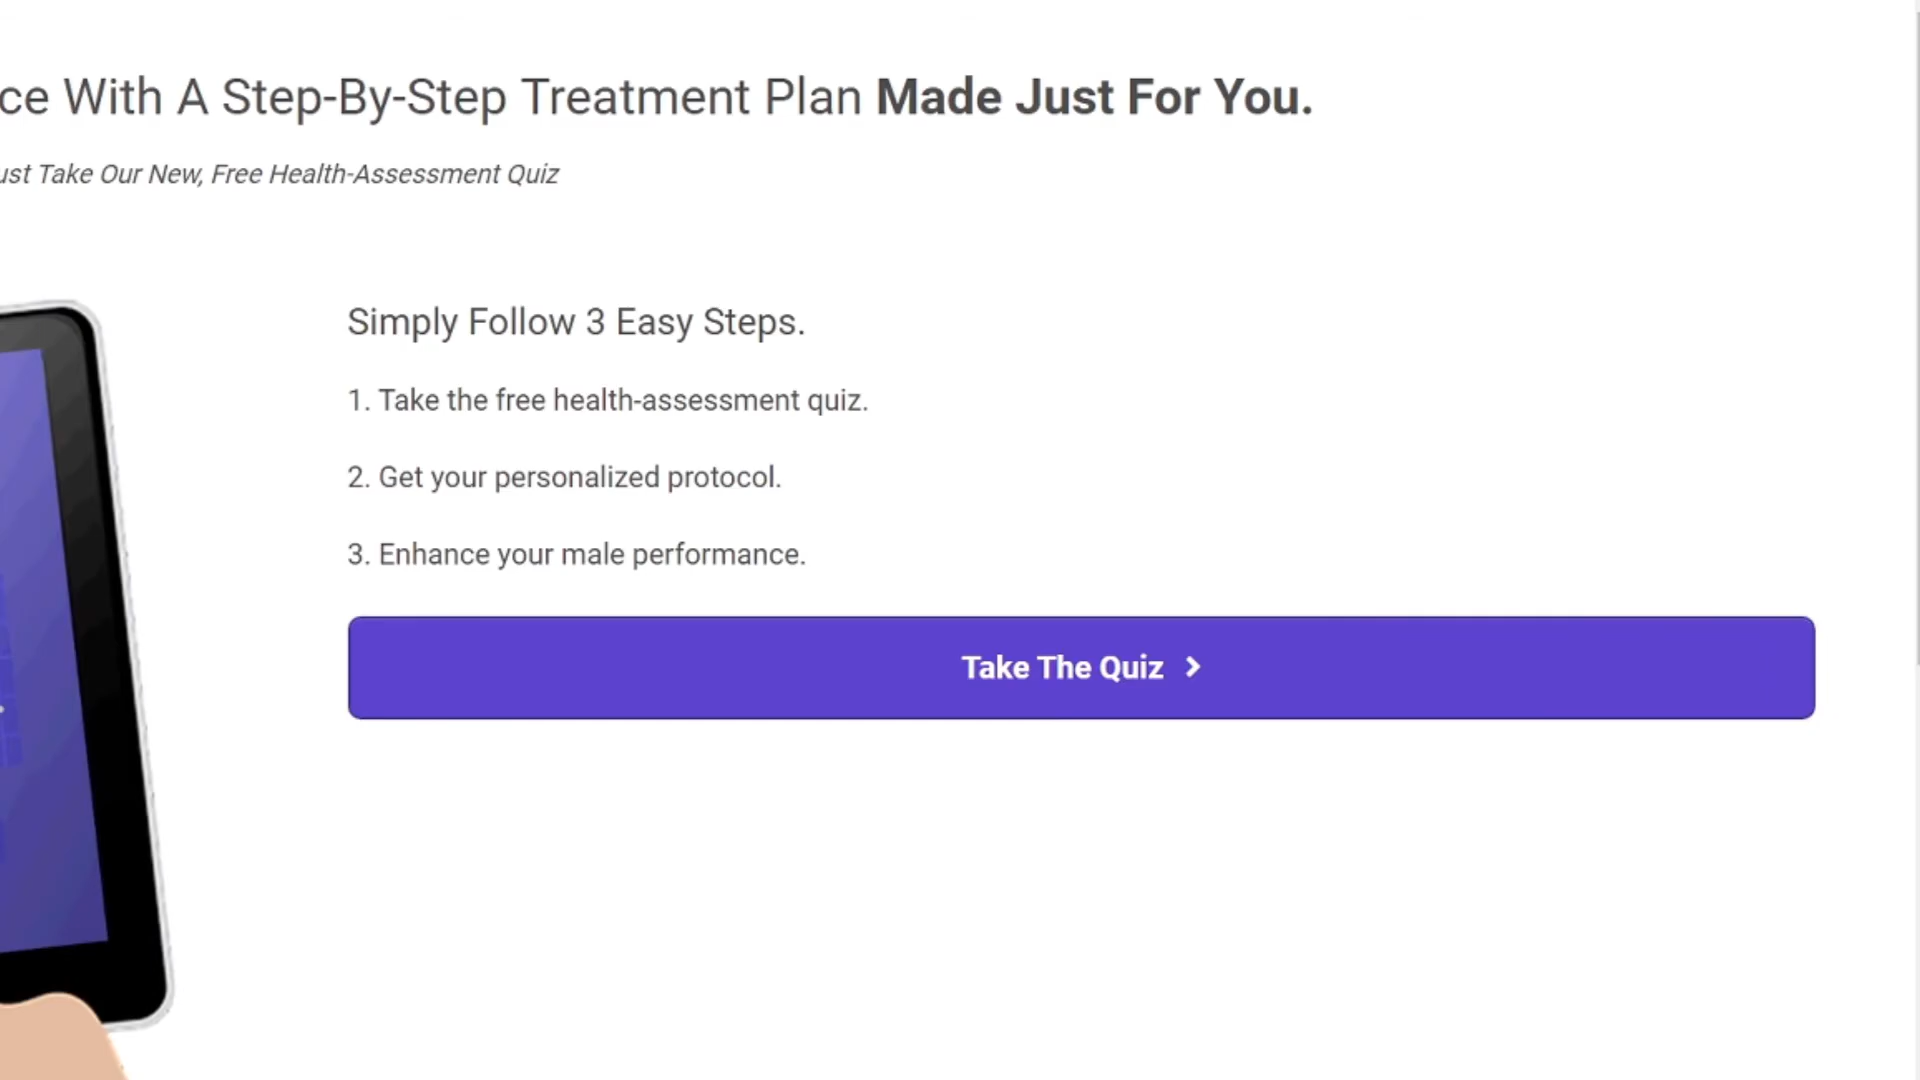 With A Step-By-Step Treatment Plan Made Just For You.
Take Our New, Free Health-Assessment Quiz
Simply Follow 3 Easy Steps.
1. Take the free health-assessment quiz.
2. Get your personalized protocol.
3. Enhance your male performance.
Take The Quiz